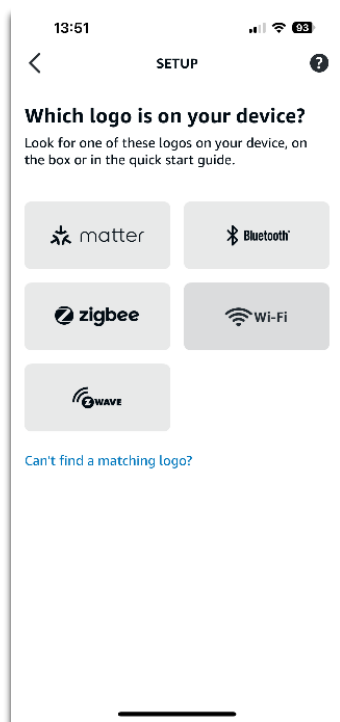 13:51
93
SETUP
?
Which logo is on your device?
Look for one of these logos on your device, on
the box or in the quick start guide.
matter
Bluetooth
zigbee
Wi-Fi
Z WAVE
Can't find a matching logo?